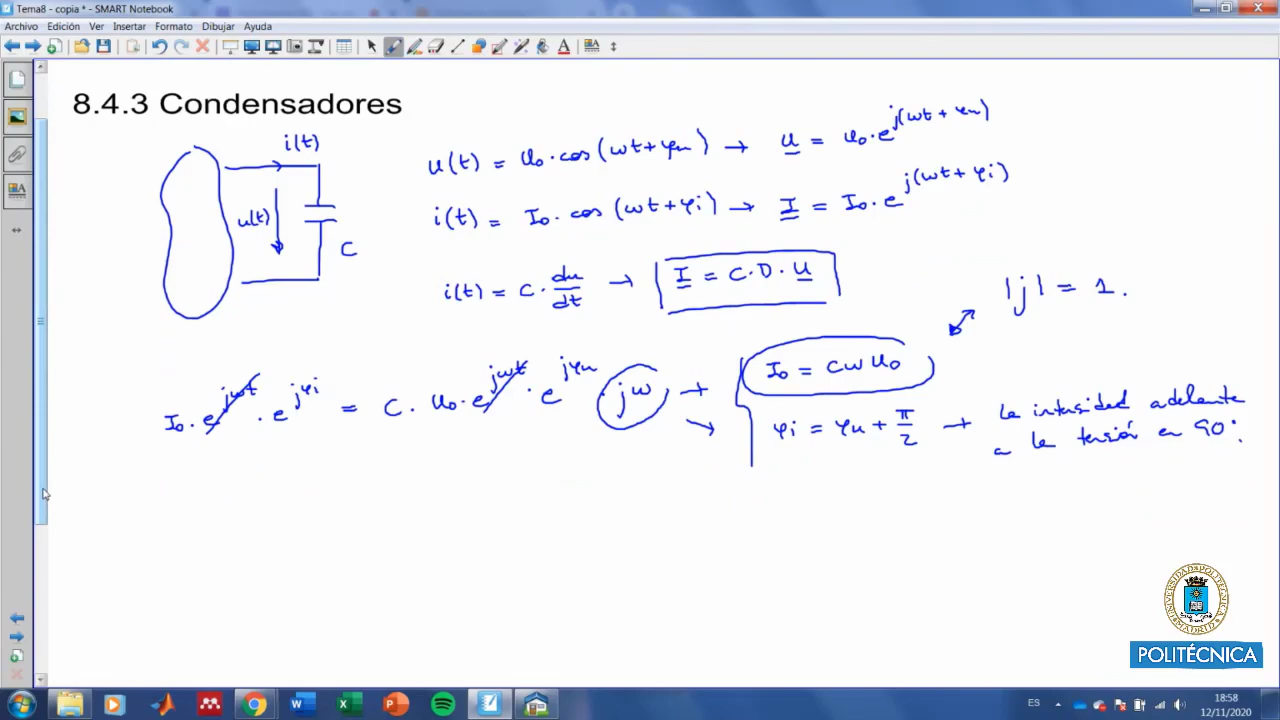 Tema8 - copia * - SMART Notebook
Archivo Edición Ver Insertar Formato Dibujar Ayuda
8.4.3 Condensadores
i(t)
u(t)
C
u(t) = U₀·cos(ωt+φu) → U = U₀·e^j(ωt+φu)
i(t) = I₀·cos(ωt+φi) → I = I₀·e^j(ωt+φi)
i(t) = C·du/dt → I = C·D·U
|j| = 1.
I₀·e^jωt·e^jφi = C·U₀·e^jωt·e^jφu·jω →
I₀ = CωU₀
φi = φu + π/2 → la intensidad adelanta
a la tensión en 90°.
UNIVERSIDAD POLITÉCNICA
MADRID
POLITÉCNICA
ES
18:58
12/11/2020